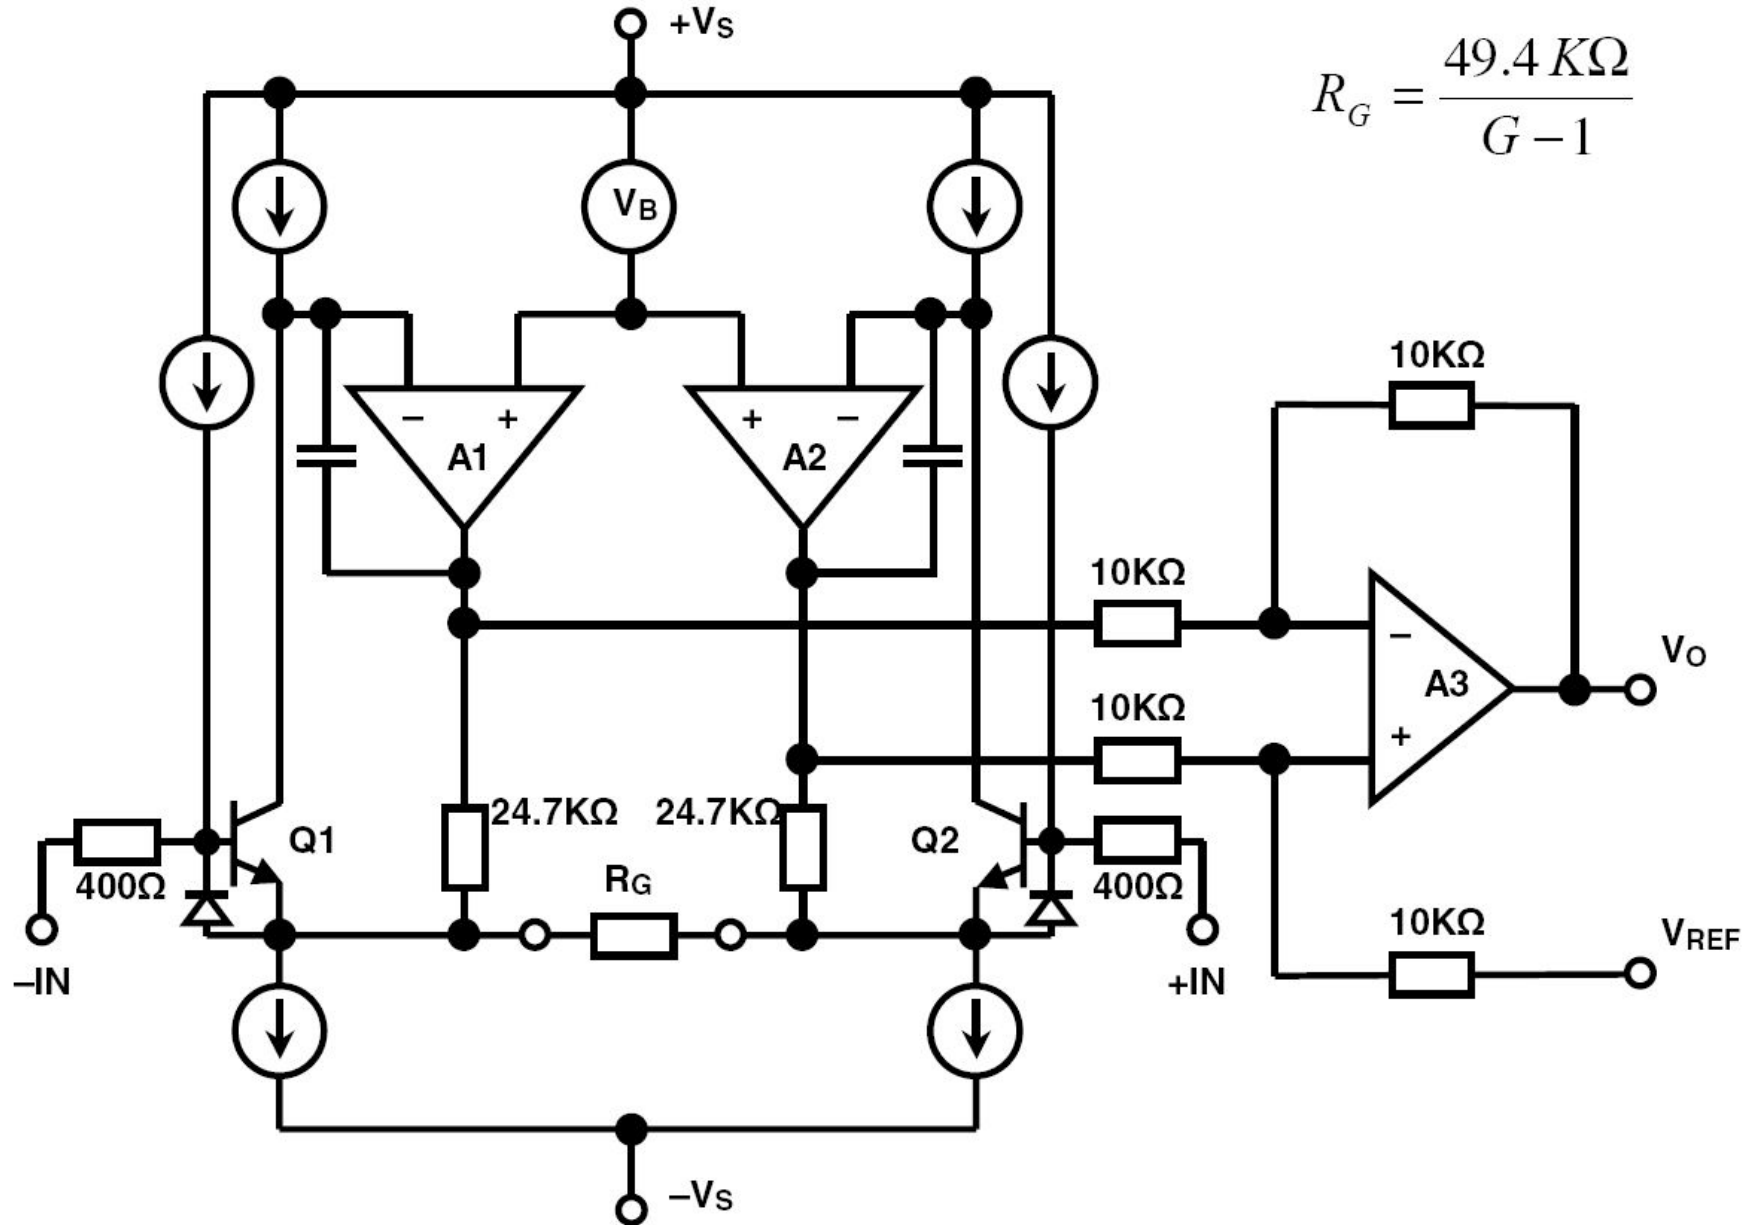 +VS
RG = 49.4 KΩ / G − 1
VB
10KΩ
− +
A1
+ −
A2
10KΩ
−
VO
A3
10KΩ
+
24.7KΩ
24.7KΩ
Q1
Q2
400Ω
RG
400Ω
10KΩ
VREF
–IN
+IN
–VS